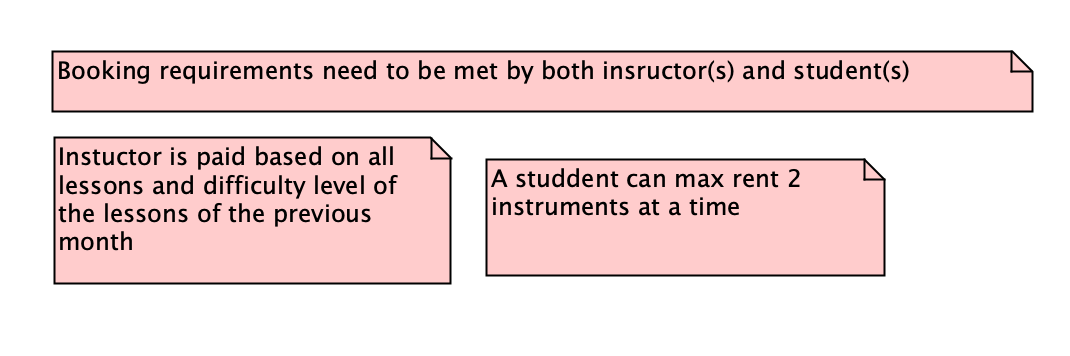 Booking requirements need to be met by both insructor(s) and student(s)
Instuctor is paid based on all
lessons and difficulty level of
the lessons of the previous
month
A studdent can max rent 2
instruments at a time